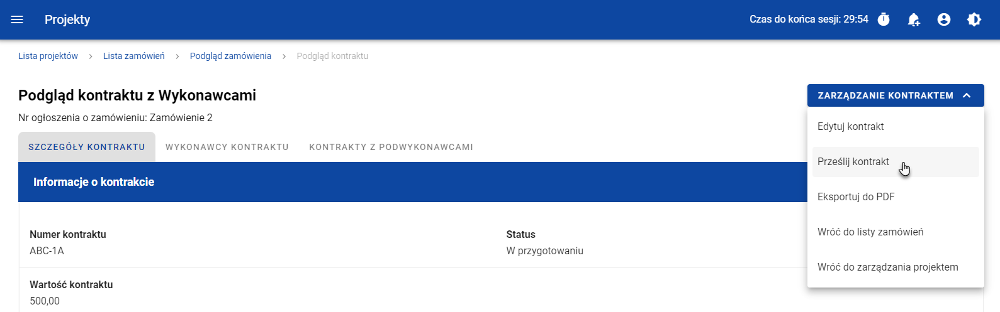 Projekty
Czas do końca sesji: 29:54
Lista projektów > Lista zamówień > Podgląd zamówienia > Podgląd kontraktu
Podgląd kontraktu z Wykonawcami
ZARZĄDZANIE KONTRAKTEM
Nr ogłoszenia o zamówieniu: Zamówienie 2
Edytuj kontrakt
SZCZEGÓŁY KONTRAKTU WYKONAWCY KONTRAKTU KONTRAKTY Z PODWYKONAWCAMI
Prześlij kontrakt
Informacje o kontrakcie
Eksportuj do PDF
Wróć do listy zamówień
Wróć do zarządzania projektem
Numer kontraktu
ABC-1A
Status
W przygotowaniu
Wartość kontraktu
500,00